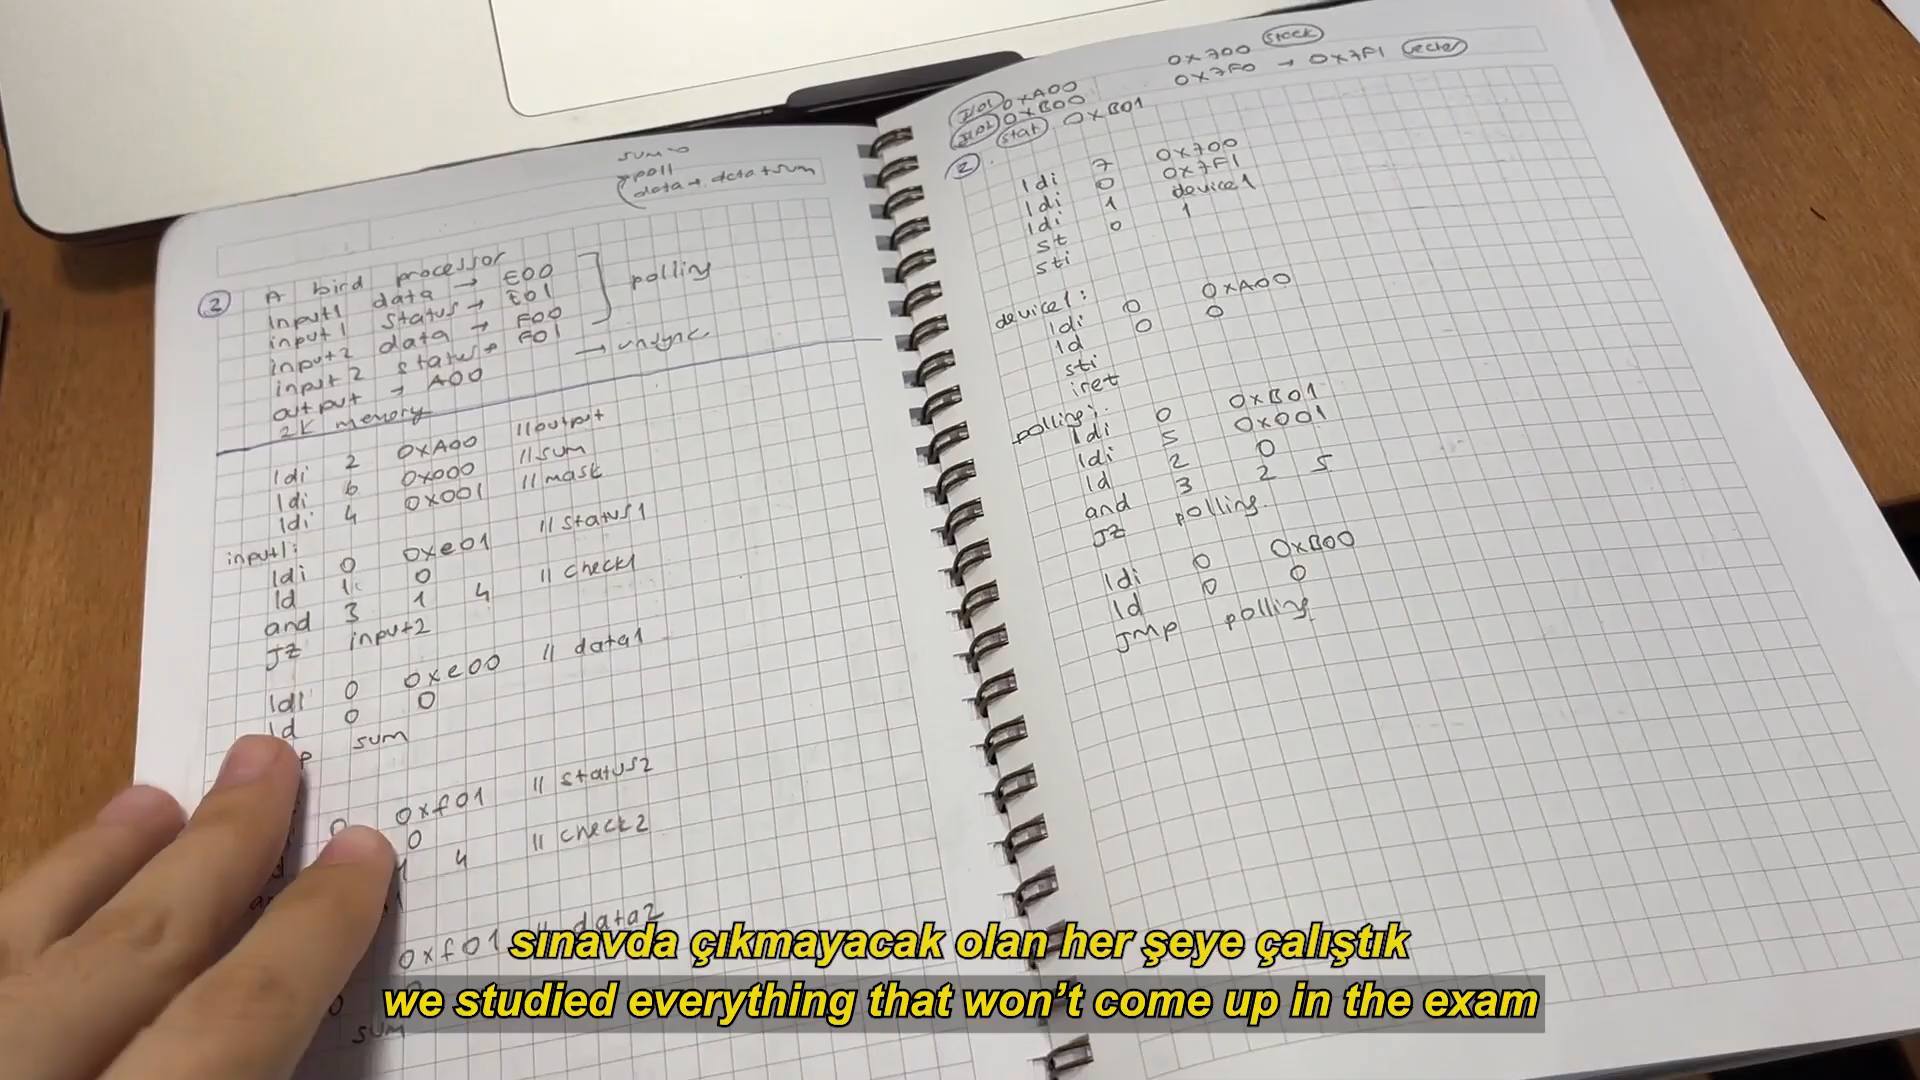 sum=0
poll
data → data+sum
2 A bird processor
input1 data → E00
input1 status → E01
input2 data → F00
input2 status → F01
polling
output → A00
→ unsync
2K memory
ldi 2 0xA00 //output
ldi 6 0x000 //sum
ldi 4 0x001 //mask
input1:
ldi 0 0xe01 //status1
ld 1 0
and 3 1 4 //check1
JZ input2
ldi 0 0xe00 // data1
ld 0 0
sum
0 0xf01 // status2
0
1 4 // check2
0xf01 // data2
0
sum
0x700 stack
0x7F0 → 0x7F1 vector
I/O1 0xA00
I/O2 0xB00
stat 0xB01
2
ldi 7 0x700
ldi 0 0x7F1
ldi 1 device1
st 0 1
sti
device1:
ldi 0 0xA00
ld 0 0
sti
iret
polling:
ldi 0 0xB01
ldi 5 0x001
ld 2 0
and 3 2 5
JZ polling
ldi 0 0xB00
ld 0 0
JMP polling
sınavda çıkmayacak olan her şeye çalıştık
we studied everything that won't come up in the exam